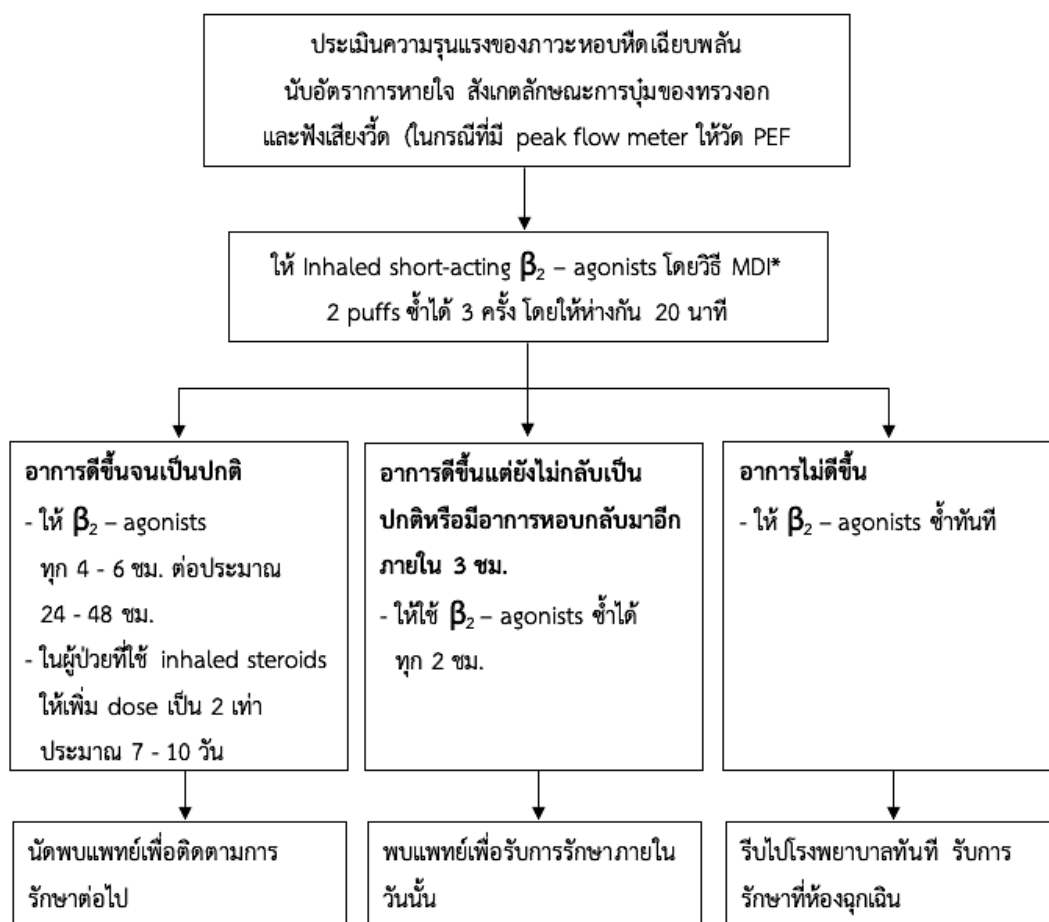 ประเมินความรุนแรงของภาวะหอบหืดเฉียบพลัน
นับอัตราการหายใจ สังเกตลักษณะการบุ๋มของทรวงอก
และฟังเสียงวี้ด (ในกรณีที่มี peak flow meter ให้วัด PEF
ให้ Inhaled short-acting β₂ – agonists โดยวิธี MDI*
2 puffs ซ้ำได้ 3 ครั้ง โดยให้ห่างกัน 20 นาที
อาการดีขึ้นจนเป็นปกติ
- ให้ β₂ – agonists
ทุก 4 - 6 ชม. ต่อประมาณ
24 - 48 ชม.
- ในผู้ป่วยที่ใช้ inhaled steroids
ให้เพิ่ม dose เป็น 2 เท่า
ประมาณ 7 - 10 วัน
อาการดีขึ้นแต่ยังไม่กลับเป็น
ปกติหรือมีอาการหอบกลับมาอีก
ภายใน 3 ชม.
- ให้ใช้ β₂ – agonists ซ้ำได้
ทุก 2 ชม.
อาการไม่ดีขึ้น
- ให้ β₂ – agonists ซ้ำทันที
นัดพบแพทย์เพื่อติดตามการ
รักษาต่อไป
พบแพทย์เพื่อรับการรักษาภายใน
วันนั้น
รีบไปโรงพยาบาลทันที รับการ
รักษาที่ห้องฉุกเฉิน